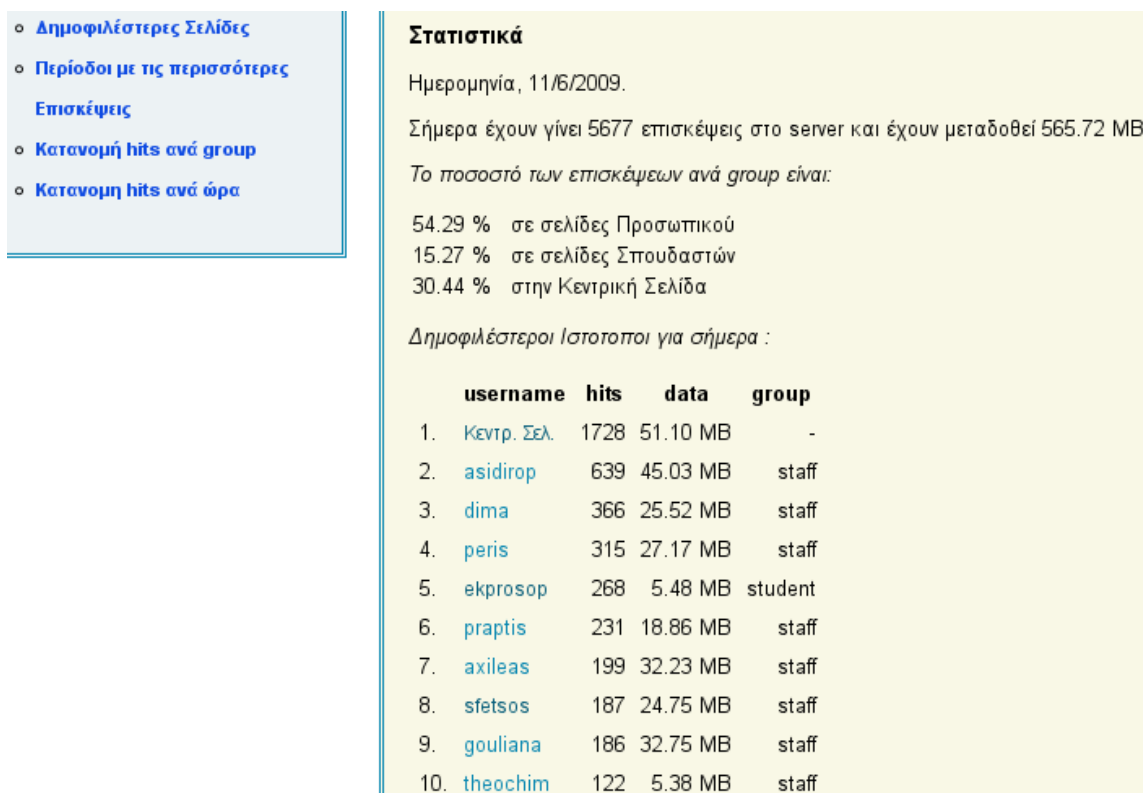 Δημοφιλέστερες Σελίδες
Περίοδοι με τις περισσότερες
Επισκέψεις
Κατανομή hits ανά group
Κατανομη hits ανά ώρα
Στατιστικά
Ημερομηνία, 11/6/2009.
Σήμερα έχουν γίνει 5677 επισκέψεις στο server και έχουν μεταδοθεί 565.72 MB
Το ποσοστό των επισκέψεων ανά group είναι:
54.29 % σε σελίδες Προσωπικού
15.27 % σε σελίδες Σπουδαστών
30.44 % στην Κεντρική Σελίδα
Δημοφιλέστεροι Ιστοτοποι για σήμερα :
username hits data group
1. Κεντρ. Σελ. 1728 51.10 MB -
2. asidirop 639 45.03 MB staff
3. dima 366 25.52 MB staff
4. peris 315 27.17 MB staff
5. ekprosop 268 5.48 MB student
6. praptis 231 18.86 MB staff
7. axileas 199 32.23 MB staff
8. sfetsos 187 24.75 MB staff
9. gouliana 186 32.75 MB staff
10. theochim 122 5.38 MB staff